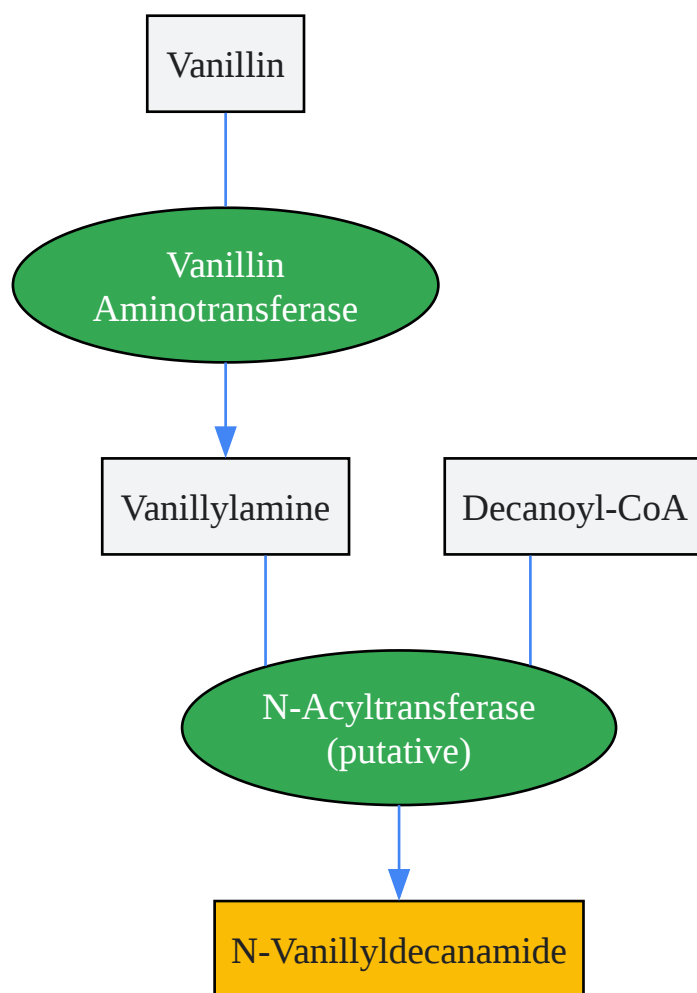 Vanillin
Vanillin
Aminotransferase
Vanillylamine
Decanoyl-CoA
N-Acyltransferase
(putative)
N-Vanillyldecanamide